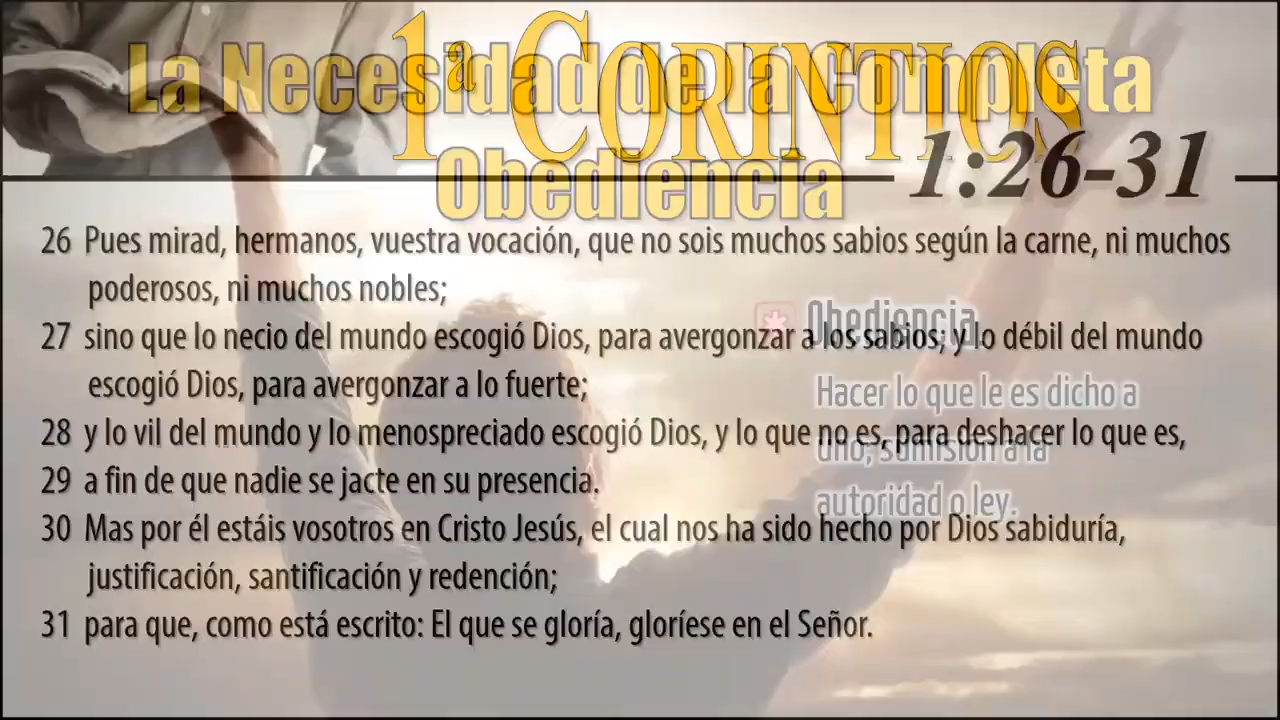 La Necesidad de la Completa
Obediencia
1ª CORINTIOS
1:26-31
26 Pues mirad, hermanos, vuestra vocación, que no sois muchos sabios según la carne, ni muchos
poderosos, ni muchos nobles;
27 sino que lo necio del mundo escogió Dios, para avergonzar a los sabios; y lo débil del mundo
escogió Dios, para avergonzar a lo fuerte;
28 y lo vil del mundo y lo menospreciado escogió Dios, y lo que no es, para deshacer lo que es,
29 a fin de que nadie se jacte en su presencia.
30 Mas por él estáis vosotros en Cristo Jesús, el cual nos ha sido hecho por Dios sabiduría,
justificación, santificación y redención;
31 para que, como está escrito: El que se gloría, gloríese en el Señor.
Obediencia
Hacer lo que le es dicho a
uno; sumisión a la
autoridad o ley.